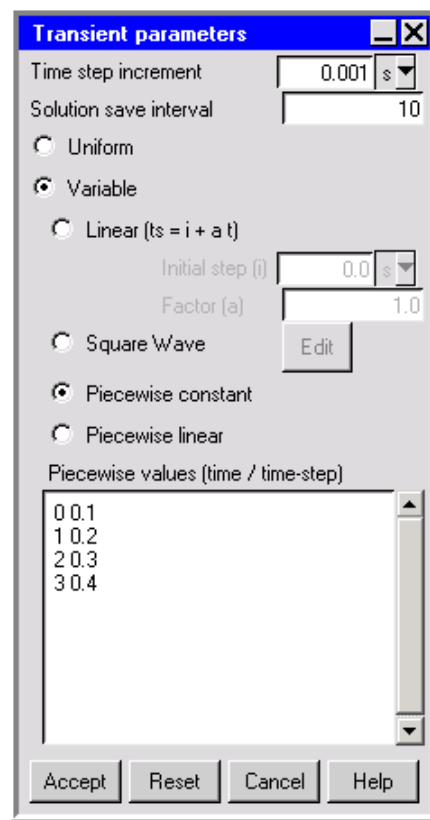 Transient parameters
Time step increment 0.001 s
Solution save interval 10
Uniform
Variable
Linear (ts = i + a t)
Initial step (i) 0.0 s
Factor (a) 1.0
Square Wave Edit
Piecewise constant
Piecewise linear
Piecewise values (time / time-step)
0 0.1
1 0.2
2 0.3
3 0.4
Accept Reset Cancel Help